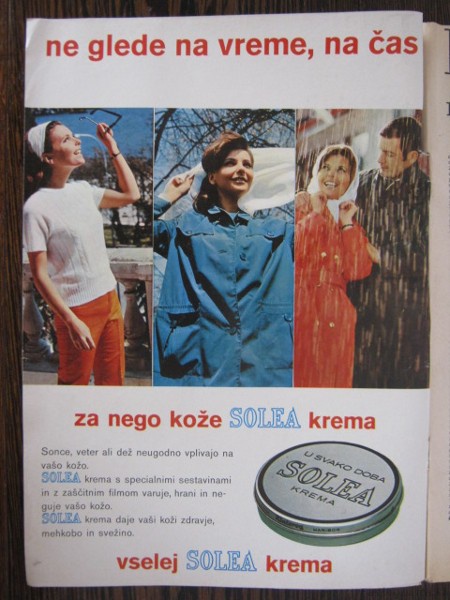 ne glede na vreme, na čas
za nego kože SOLEA krema
Sonce, veter ali dež neugodno vplivajo na
vašo kožo.
SOLEA krema s specialnimi sestavinami
in z zaščitnim filmom varuje, hrani in ne-
guje vašo kožo.
SOLEA krema daje vaši koži zdravje,
mehkobo in svežino.
U SVAKO DOBA
SOLEA
KREMA
vselej SOLEA krema